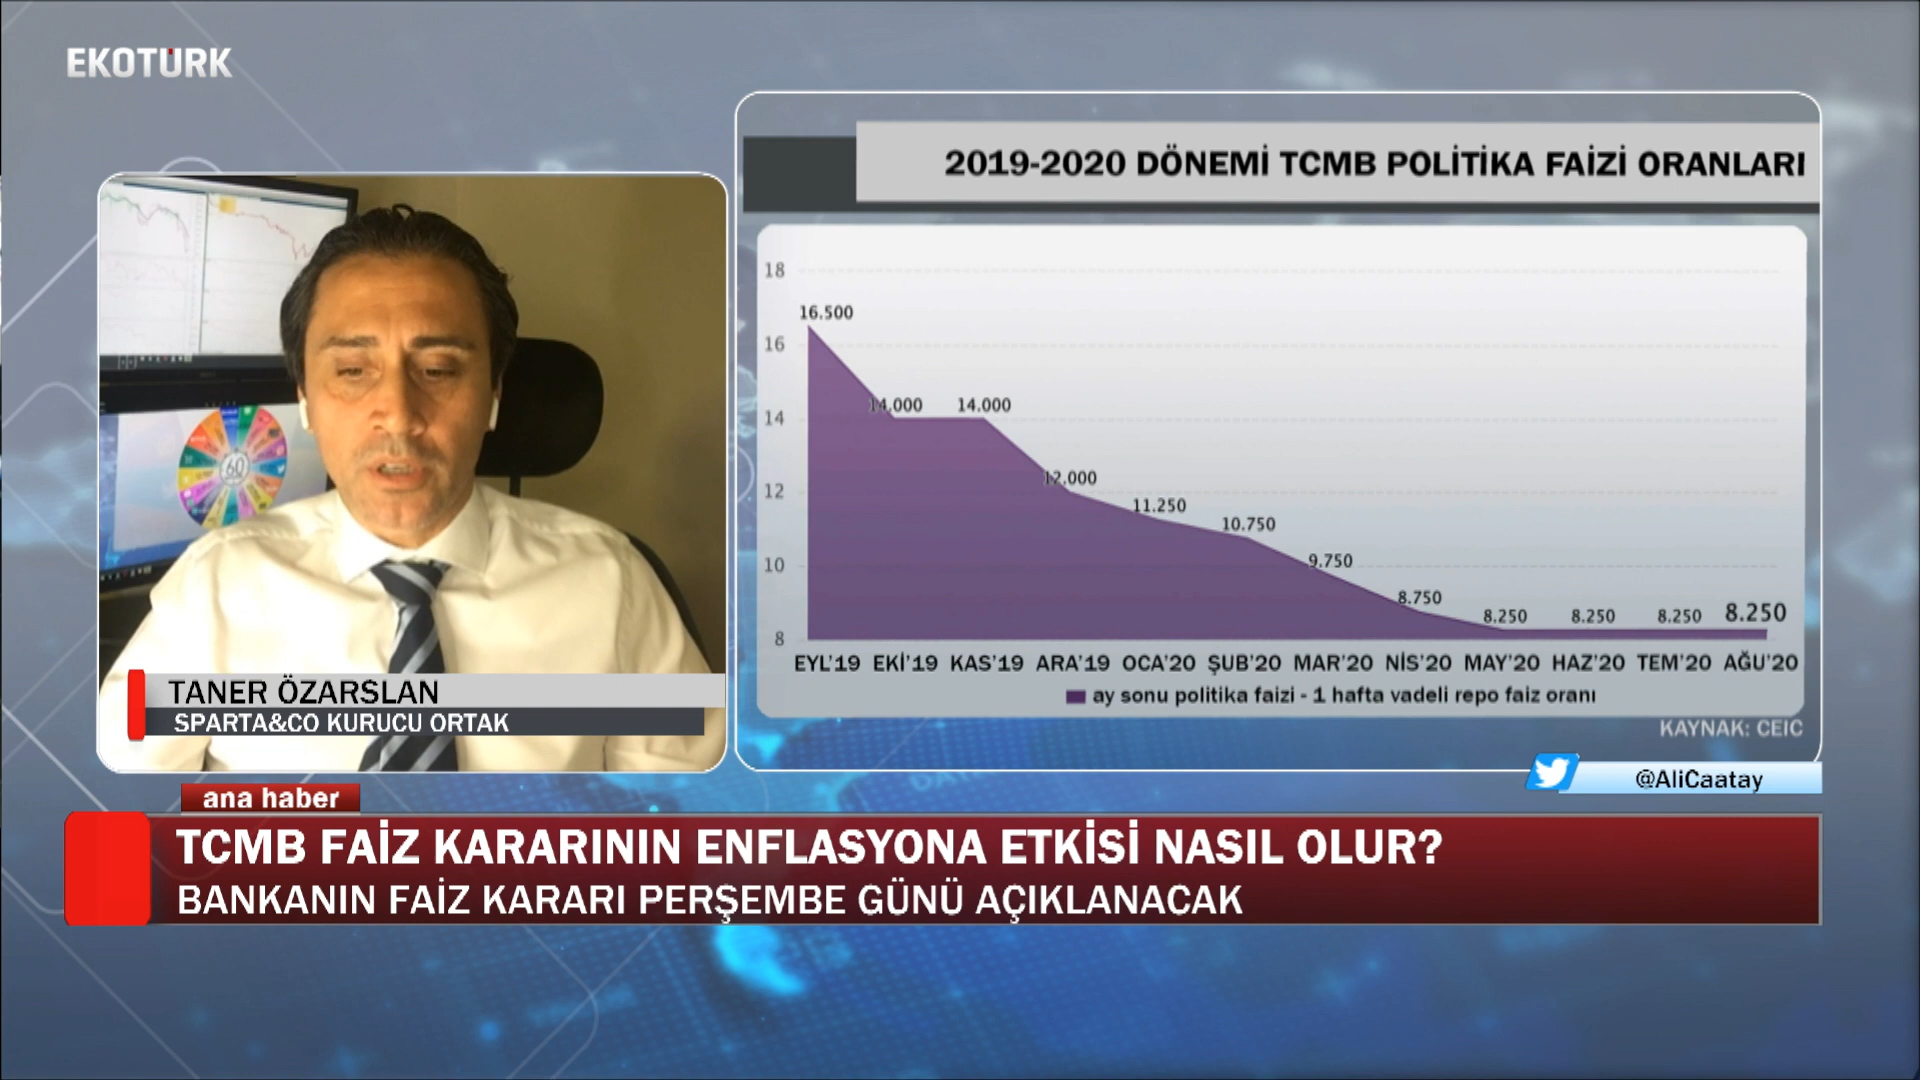 EKOTÜRK
2019-2020 DÖNEMİ TCMB POLİTİKA FAİZİ ORANLARI
18
16
14
12
10
8
16.500
14.000
14.000
12.000
11.250
10.750
9.750
8.750
8.250
8.250
8.250
8.250
EYL'19 EKİ'19 KAS'19 ARA'19 OCA'20 ŞUB'20 MAR'20 NİS'20 MAY'20 HAZ'20 TEM'20 AĞU'20
ay sonu politika faizi - 1 hafta vadeli repo faiz oranı
KAYNAK: CEIC
60
TANER ÖZARSLAN
SPARTA&CO KURUCU ORTAK
@AliCaatay
ana haber
TCMB FAİZ KARARININ ENFLASYONA ETKİSİ NASIL OLUR?
BANKANIN FAİZ KARARI PERŞEMBE GÜNÜ AÇIKLANACAK